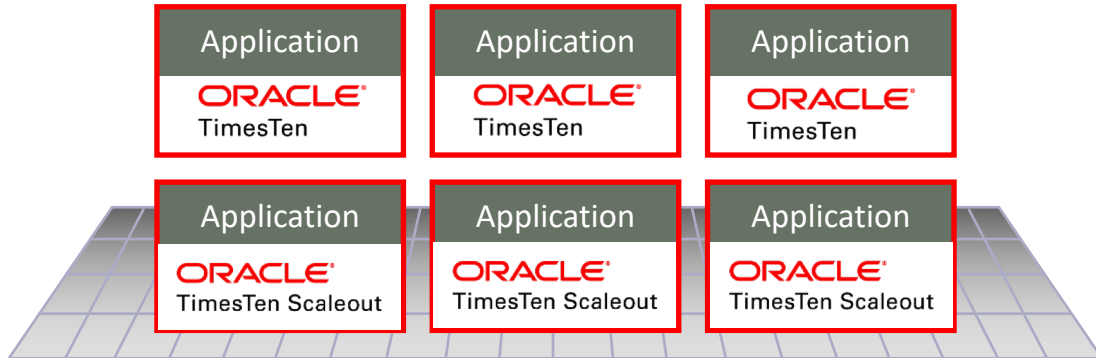 Application Application Application
ORACLE® ORACLE® ORACLE®
TimesTen TimesTen TimesTen
Application Application Application
ORACLE® ORACLE® ORACLE®
TimesTen Scaleout TimesTen Scaleout TimesTen Scaleout